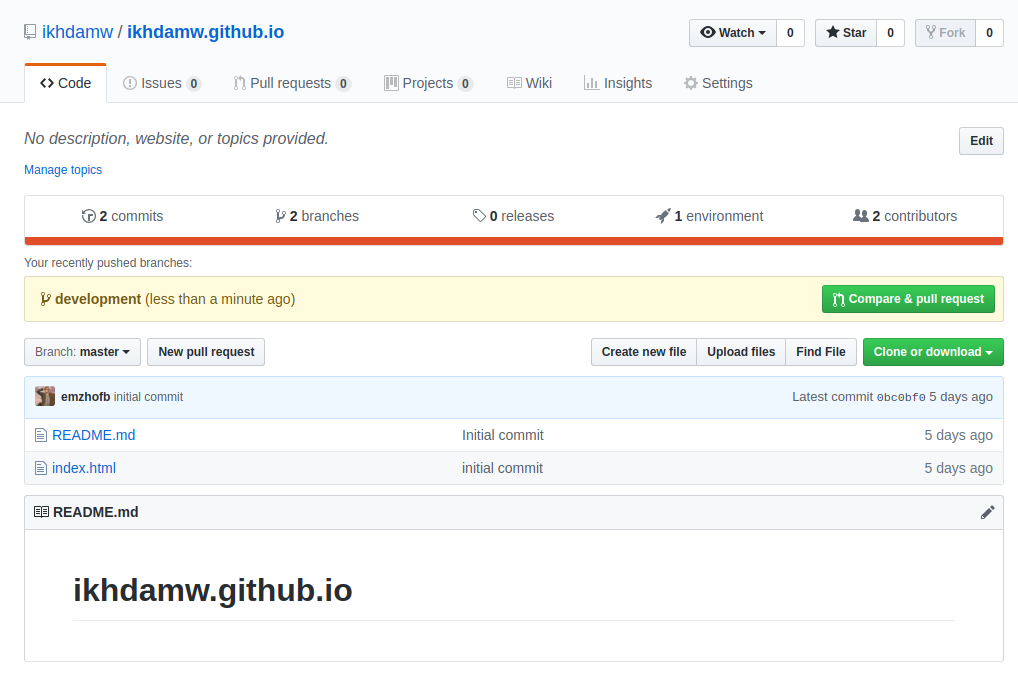 ikhdamw / ikhdamw.github.io
Watch 0 Star 0 Fork 0
Code Issues 0 Pull requests 0 Projects 0 Wiki Insights Settings
No description, website, or topics provided.
Edit
Manage topics
2 commits 2 branches 0 releases 1 environment 2 contributors
Your recently pushed branches:
development (less than a minute ago) Compare & pull request
Branch: master New pull request Create new file Upload files Find File Clone or download
emzhofb initial commit Latest commit 0bc0bf0 5 days ago
README.md Initial commit 5 days ago
index.html initial commit 5 days ago
README.md
ikhdamw.github.io